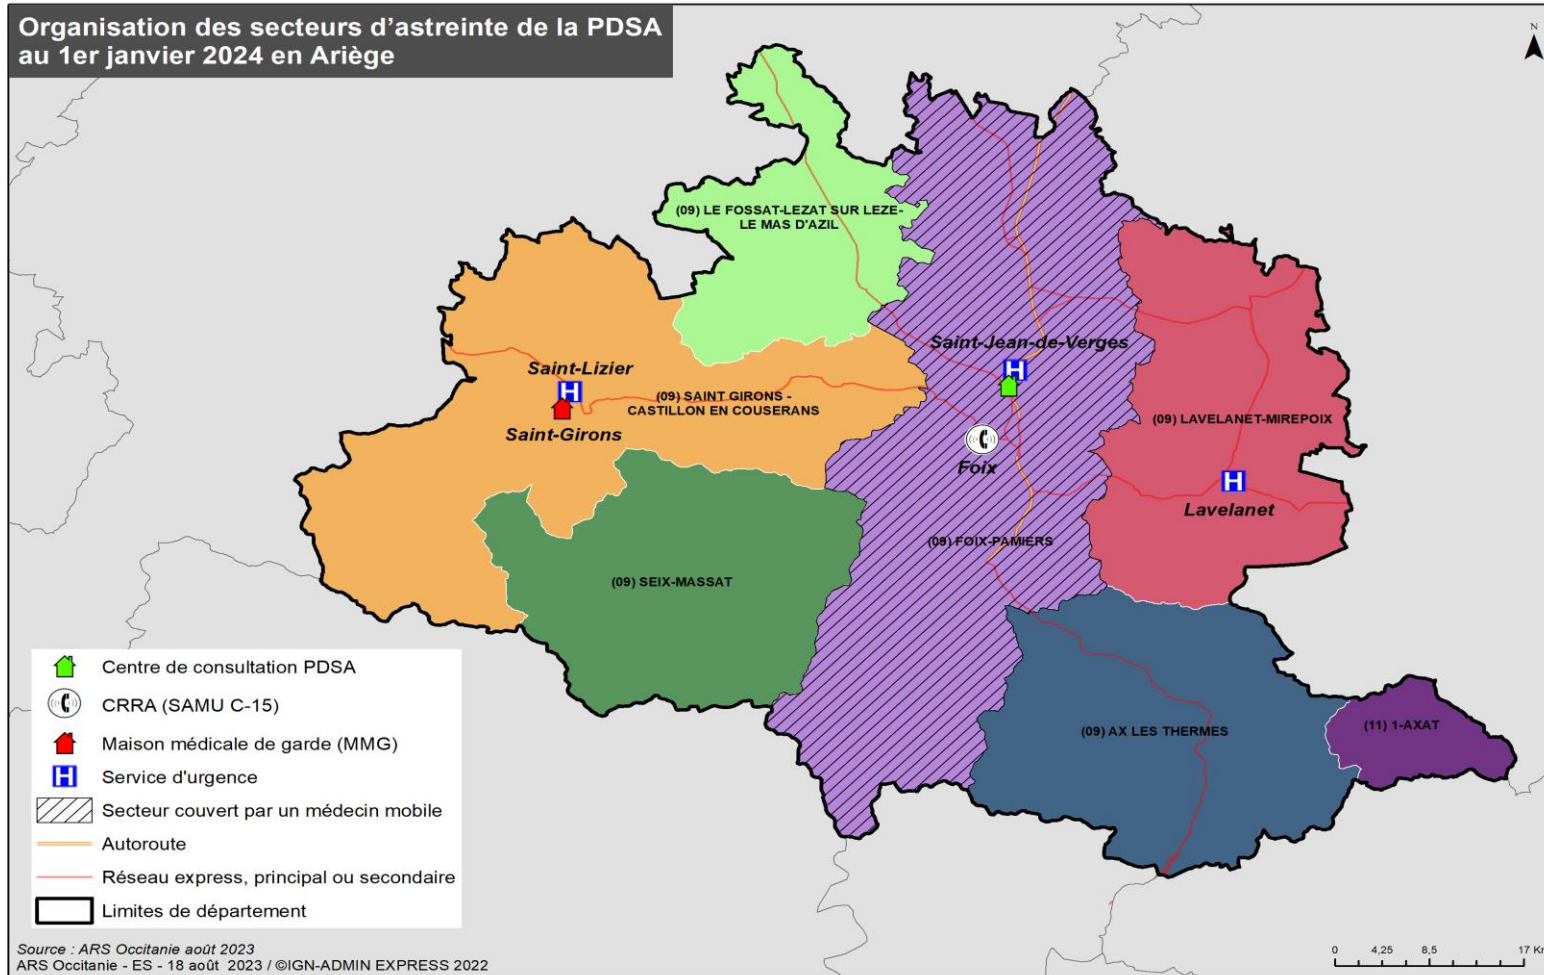 Organisation des secteurs d'astreinte de la PDSA
au 1er janvier 2024 en Ariège
N
(09) LE FOSSAT-LEZAT SUR LEZE-
LE MAS D'AZIL
Saint-Jean-de-Verges
H
Saint-Lizier
H
(09) SAINT GIRONS -
CASTILLON EN COUSERANS
Saint-Girons
(09) LAVELANET-MIREPOIX
Foix
H
Lavelanet
(09) FOIX-PAMIERS
(09) SEIX-MASSAT
(09) AX LES THERMES
(11) 1-AXAT
Centre de consultation PDSA
CRRA (SAMU C-15)
Maison médicale de garde (MMG)
H Service d'urgence
Secteur couvert par un médecin mobile
Autoroute
Réseau express, principal ou secondaire
Limites de département
Source : ARS Occitanie août 2023
ARS Occitanie - ES - 18 août 2023 / ©IGN-ADMIN EXPRESS 2022
0 4,25 8,5 17 Km